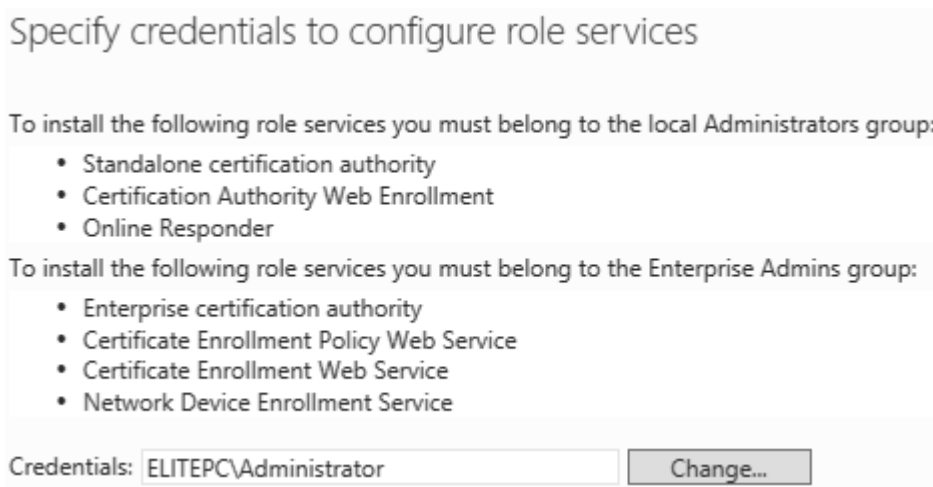 Specify credentials to configure role services
To install the following role services you must belong to the local Administrators group:
• Standalone certification authority
• Certification Authority Web Enrollment
• Online Responder
To install the following role services you must belong to the Enterprise Admins group:
• Enterprise certification authority
• Certificate Enrollment Policy Web Service
• Certificate Enrollment Web Service
• Network Device Enrollment Service
Credentials: ELITEPC\Administrator Change...